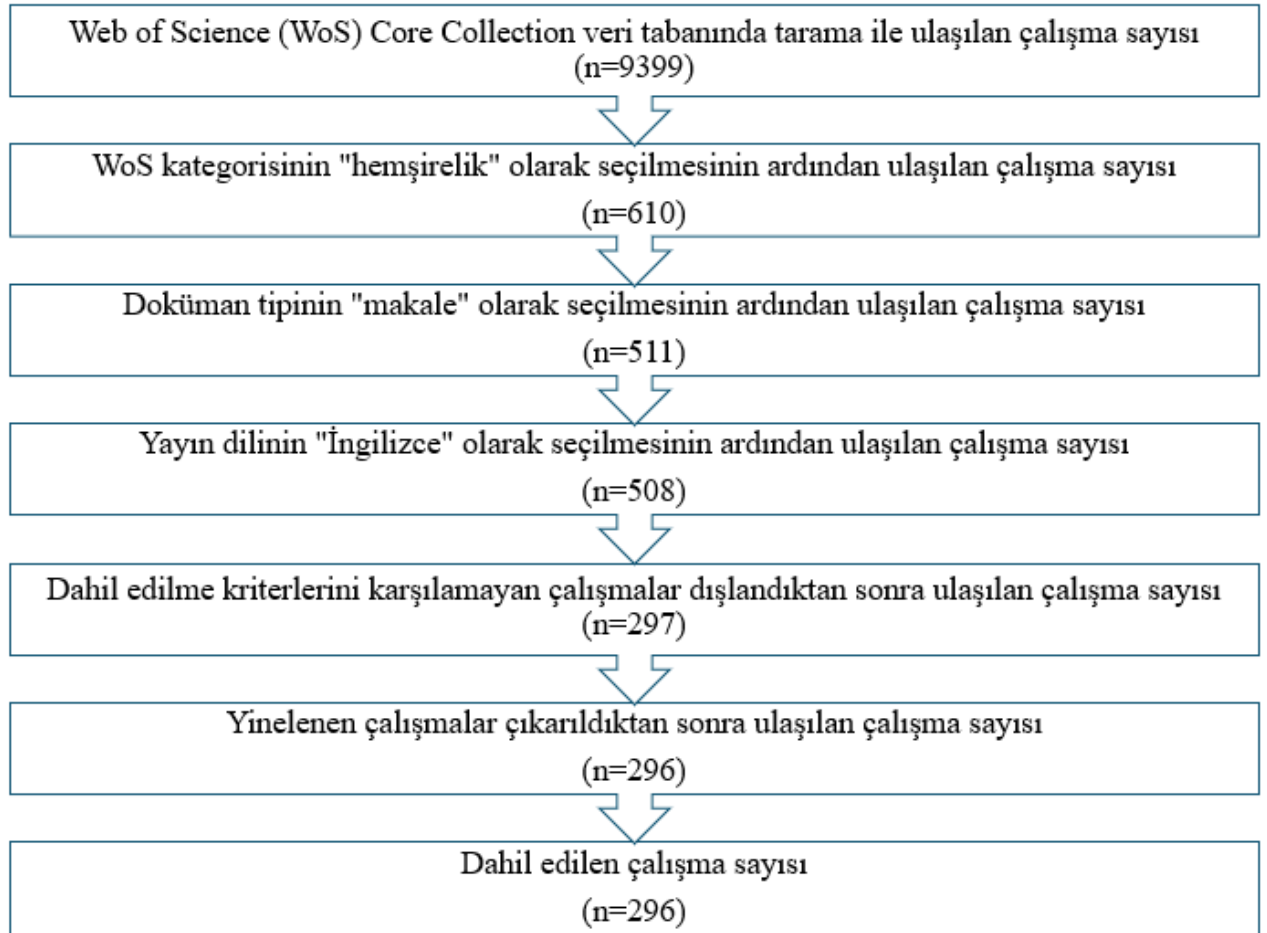 Web of Science (WoS) Core Collection veri tabanında tarama ile ulaşılan çalışma sayısı
(n=9399)
WoS kategorisinin "hemşirelik" olarak seçilmesinin ardından ulaşılan çalışma sayısı
(n=610)
Doküman tipinin "makale" olarak seçilmesinin ardından ulaşılan çalışma sayısı
(n=511)
Yayın dilinin "İngilizce" olarak seçilmesinin ardından ulaşılan çalışma sayısı
(n=508)
Dahil edilme kriterlerini karşılamayan çalışmalar dışlandıktan sonra ulaşılan çalışma sayısı
(n=297)
Yinelenen çalışmalar çıkarıldıktan sonra ulaşılan çalışma sayısı
(n=296)
Dahil edilen çalışma sayısı
(n=296)